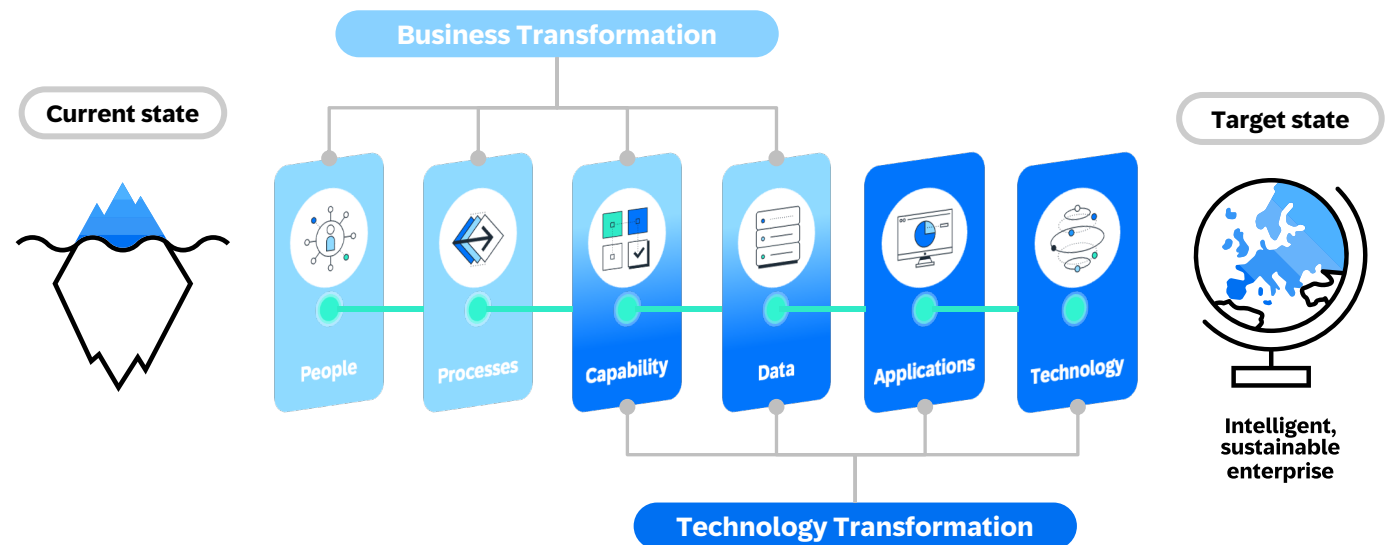 Business Transformation
Current state
Target state
People
Processes
Capability
Data
Applications
Technology
Intelligent,
sustainable
enterprise
Technology Transformation